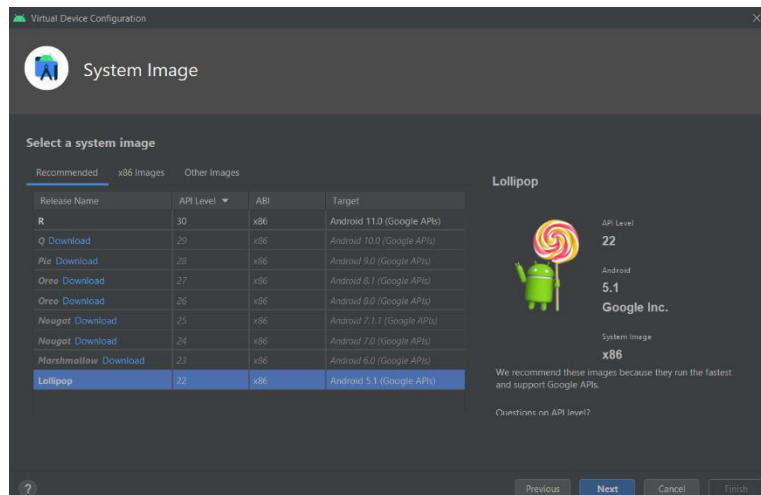 Virtual Device Configuration
System Image
Select a system image
Recommended x86 Images Other Images
Release Name API Level ABI Target
R 30 x86 Android 11.0 (Google APIs)
Q Download 29 x86 Android 10.0 (Google APIs)
Pie Download 28 x86 Android 9.0 (Google APIs)
Oreo Download 27 x86 Android 8.1 (Google APIs)
Oreo Download 26 x86 Android 8.0 (Google APIs)
Nougat Download 25 x86 Android 7.1.1 (Google APIs)
Nougat Download 24 x86 Android 7.0 (Google APIs)
Marshmallow Download 23 x86 Android 6.0 (Google APIs)
Lollipop 22 x86 Android 5.1 (Google APIs)
Lollipop
API Level
22
Android
5.1
Google Inc.
System Image
x86
We recommend these images because they run the fastest
and support Google APIs.
Questions on API level?
? Previous Next Cancel Finish